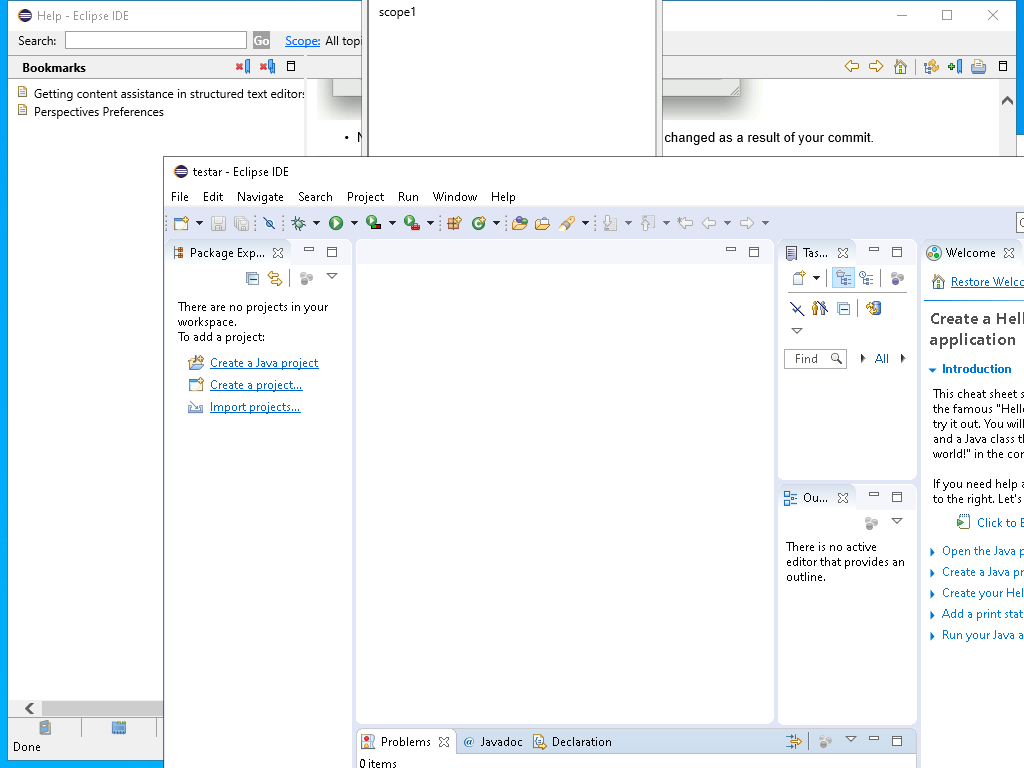 Help - Eclipse IDE
scope1
Search:
Go
Scope:
All topi
Bookmarks
Getting content assistance in structured text editors
Perspectives Preferences
changed as a result of your commit.
testar - Eclipse IDE
File Edit Navigate Search Project Run Window Help
Package Exp...
There are no projects in your
workspace.
To add a project:
Create a Java project
Create a project...
Import projects...
Tas...
Find
All
Ou...
There is no active
editor that provides an
outline.
Welcome
Restore Welco
Create a Hell
application
Introduction
This cheat sheet s
the famous "Hello
try it out. You will
and a Java class th
world!" in the con
If you need help a
to the right. Let's
Click to B
Open the Java p
Create a Java pr
Create your Hel
Add a print stat
Run your Java a
Problems
@ Javadoc
Declaration
0 items
Done